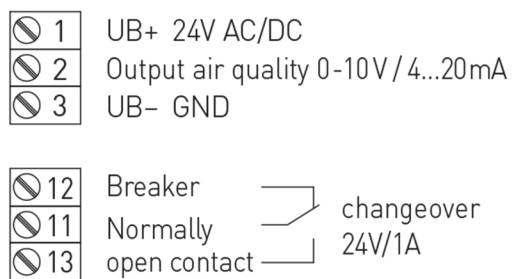 1 UB+ 24V AC/DC
2 Output air quality 0-10V / 4...20mA
3 UB– GND
12 Breaker
11 Normally
13 open contact
changeover
24V/1A